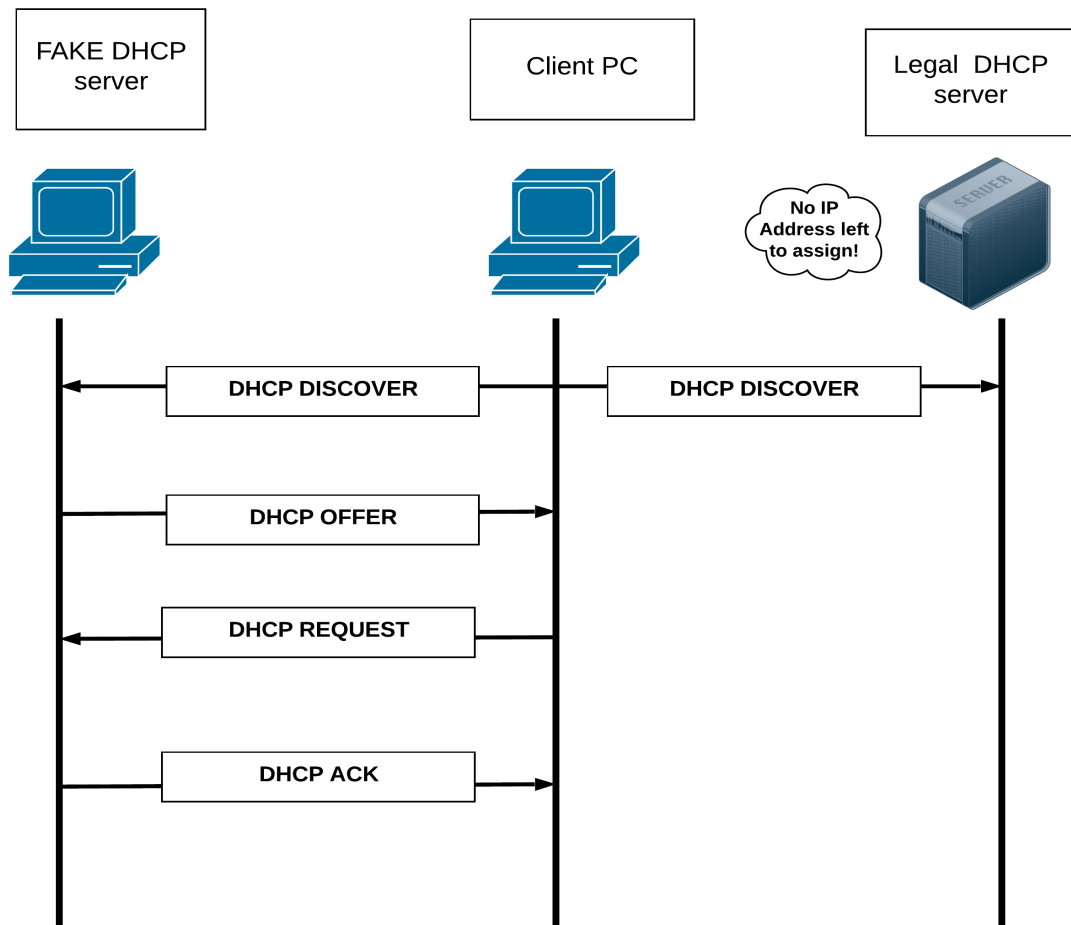 FAKE DHCP
server
Client PC
Legal DHCP
server
No IP
Address left
to assign!
SERVER
DHCP DISCOVER
DHCP DISCOVER
DHCP OFFER
DHCP REQUEST
DHCP ACK